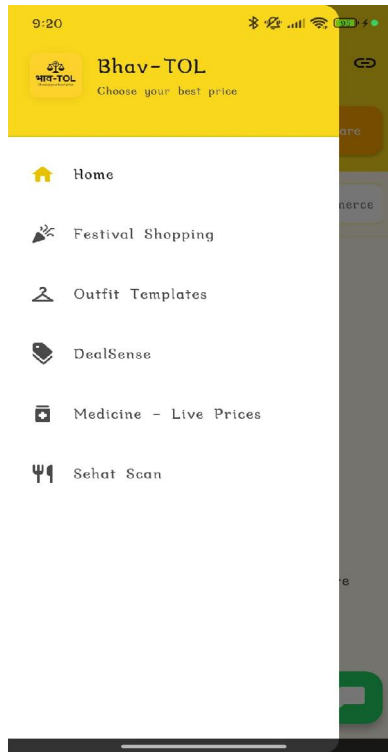 9:20
95
Bhav-TOL
भाव-TOL
Choose your best price
are
Home
merce
Festival Shopping
Outfit Templates
DealSense
Medicine - Live Prices
Sehat Scan
re